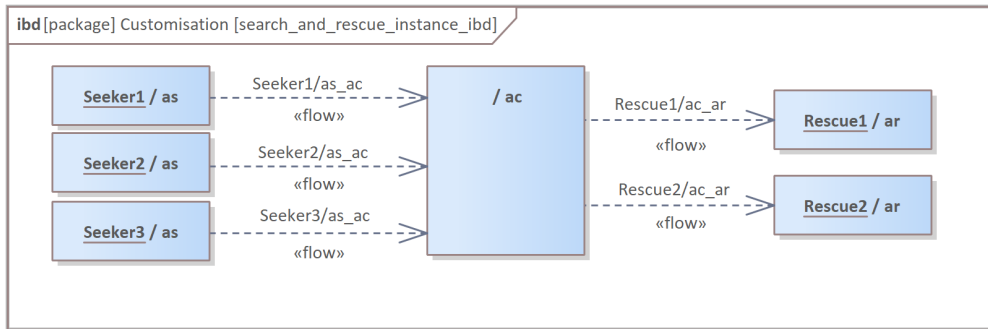 ibd [package] Customisation [search_and_rescue_instance_ibd]
Seeker1 / as
Seeker1/as_ac
«flow»
/ ac
Rescue1/ac_ar
«flow»
Rescue1 / ar
Seeker2 / as
Seeker2/as_ac
«flow»
Rescue2/ac_ar
«flow»
Rescue2 / ar
Seeker3 / as
Seeker3/as_ac
«flow»